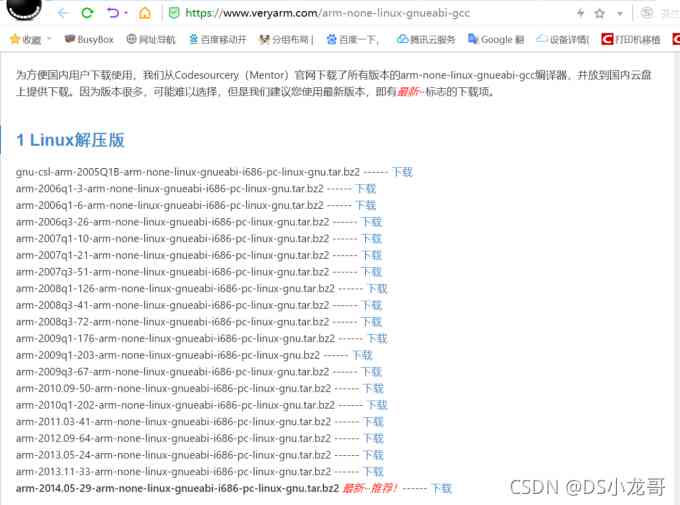 https://www.veryarm.com/arm-none-linux-gnueabi-gcc
收藏 BusyBox 网址导航 百度移动开 分组布局 | 百度一下, 腾讯云服务 Google 翻 设备详情( 打印机移植
为方便国内用户下载使用,我们从Codesourcery(Mentor)官网下载了所有版本的arm-none-linux-gnueabi-gcc编译器,并放到国内云盘
上提供下载。因为版本很多,可能难以选择,但是我们建议您使用最新版本,即有最新--标志的下载项。
1 Linux解压版
gnu-csl-arm-2005Q1B-arm-none-linux-gnueabi-i686-pc-linux-gnu.tar.bz2 ------ 下载
arm-2006q1-3-arm-none-linux-gnueabi-i686-pc-linux-gnu.tar.bz2 ------ 下载
arm-2006q1-6-arm-none-linux-gnueabi-i686-pc-linux-gnu.tar.bz2 ------ 下载
arm-2006q3-26-arm-none-linux-gnueabi-i686-pc-linux-gnu.tar.bz2 ------ 下载
arm-2007q1-10-arm-none-linux-gnueabi-i686-pc-linux-gnu.tar.bz2 ------ 下载
arm-2007q1-21-arm-none-linux-gnueabi-i686-pc-linux-gnu.tar.bz2 ------ 下载
arm-2007q3-51-arm-none-linux-gnueabi-i686-pc-linux-gnu.tar.bz2 ------ 下载
arm-2008q1-126-arm-none-linux-gnueabi-i686-pc-linux-gnu.tar.bz2 ------ 下载
arm-2008q3-41-arm-none-linux-gnueabi-i686-pc-linux-gnu.tar.bz2 ------ 下载
arm-2008q3-72-arm-none-linux-gnueabi-i686-pc-linux-gnu.tar.bz2 ------ 下载
arm-2009q1-176-arm-none-linux-gnueabi-i686-pc-linux-gnu.tar.bz2 ------ 下载
arm-2009q1-203-arm-none-linux-gnueabi-i686-pc-linux-gnu.bz2 ------ 下载
arm-2009q3-67-arm-none-linux-gnueabi-i686-pc-linux-gnu.tar.bz2 ------ 下载
arm-2010.09-50-arm-none-linux-gnueabi-i686-pc-linux-gnu.tar.bz2 ------ 下载
arm-2010q1-202-arm-none-linux-gnueabi-i686-pc-linux-gnu.tar.bz2 ------ 下载
arm-2011.03-41-arm-none-linux-gnueabi-i686-pc-linux-gnu.tar.bz2 ------ 下载
arm-2012.09-64-arm-none-linux-gnueabi-i686-pc-linux-gnu.tar.bz2 ------ 下载
arm-2013.05-24-arm-none-linux-gnueabi-i686-pc-linux-gnu.tar.bz2 ------ 下载
arm-2013.11-33-arm-none-linux-gnueabi-i686-pc-linux-gnu.tar.bz2 ------ 下载
arm-2014.05-29-arm-none-linux-gnueabi-i686-pc-linux-gnu.tar.bz2 最新--推荐! ------ 下载
CSDN @DS小龙哥